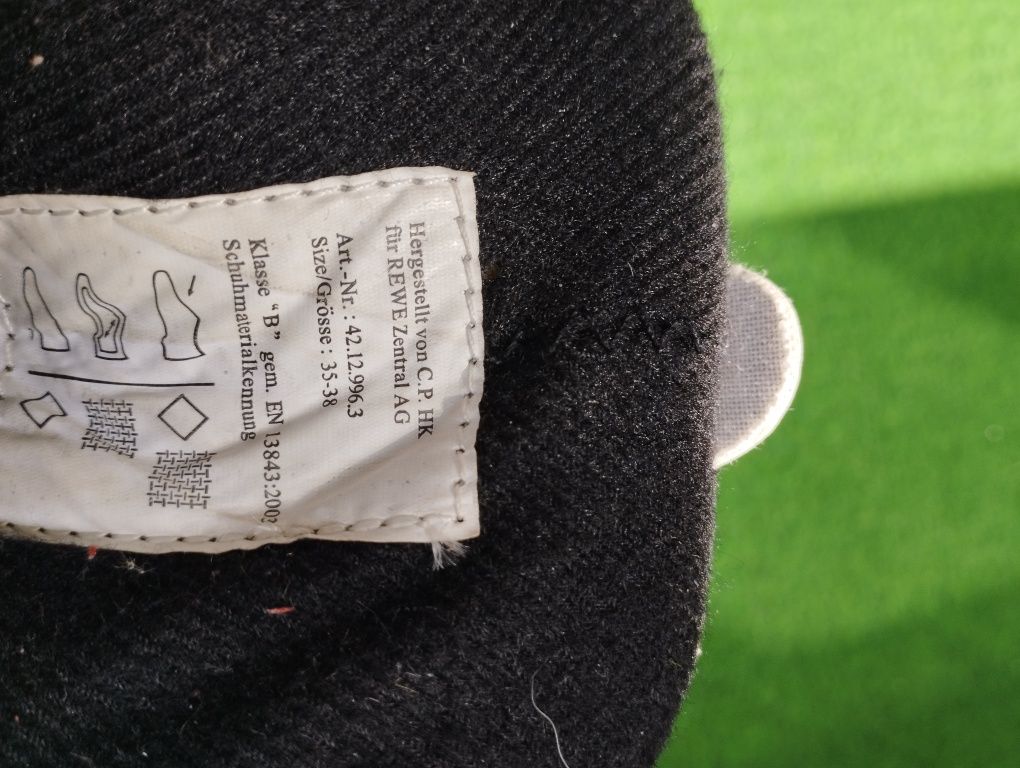 Hergestellt von C.P. HK
für REWE Zentral AG
Art.-Nr.: 42.12.996.3
Size/Grösse : 35-38
Klasse “B” gem. EN 13843:200
Schuhmaterialkennung